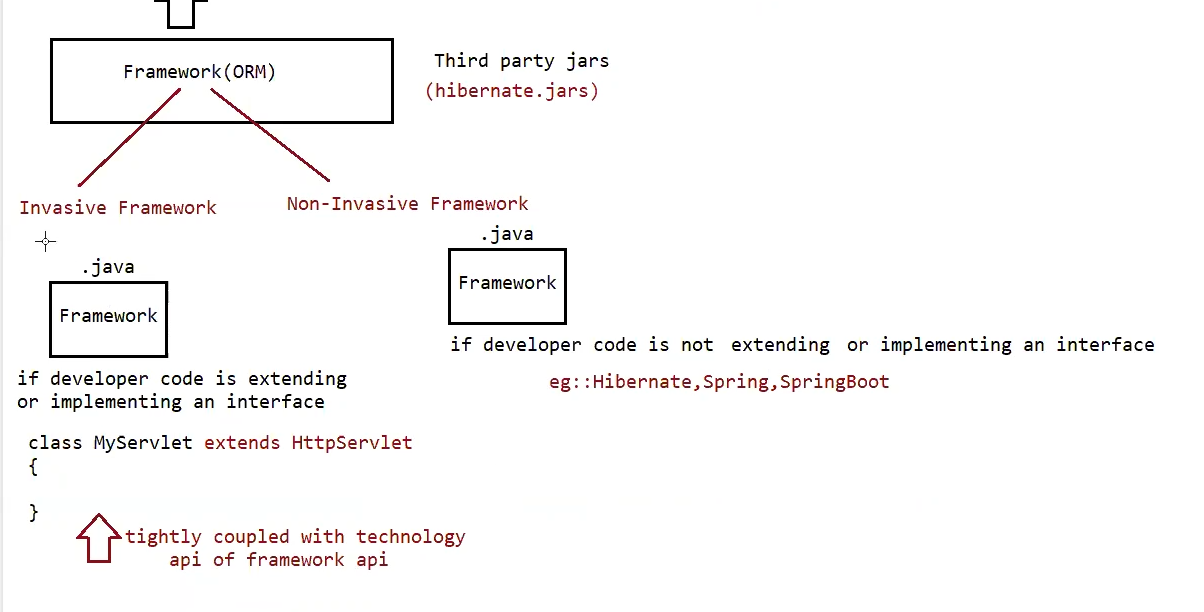 Framework(ORM)
Third party jars
(hibernate.jars)
Invasive Framework
Non-Invasive Framework
.java
Framework
.java
Framework
if developer code is not extending or implementing an interface
eg::Hibernate,Spring,SpringBoot
if developer code is extending
or implementing an interface
class MyServlet extends HttpServlet
{
}
tightly coupled with technology
api of framework api